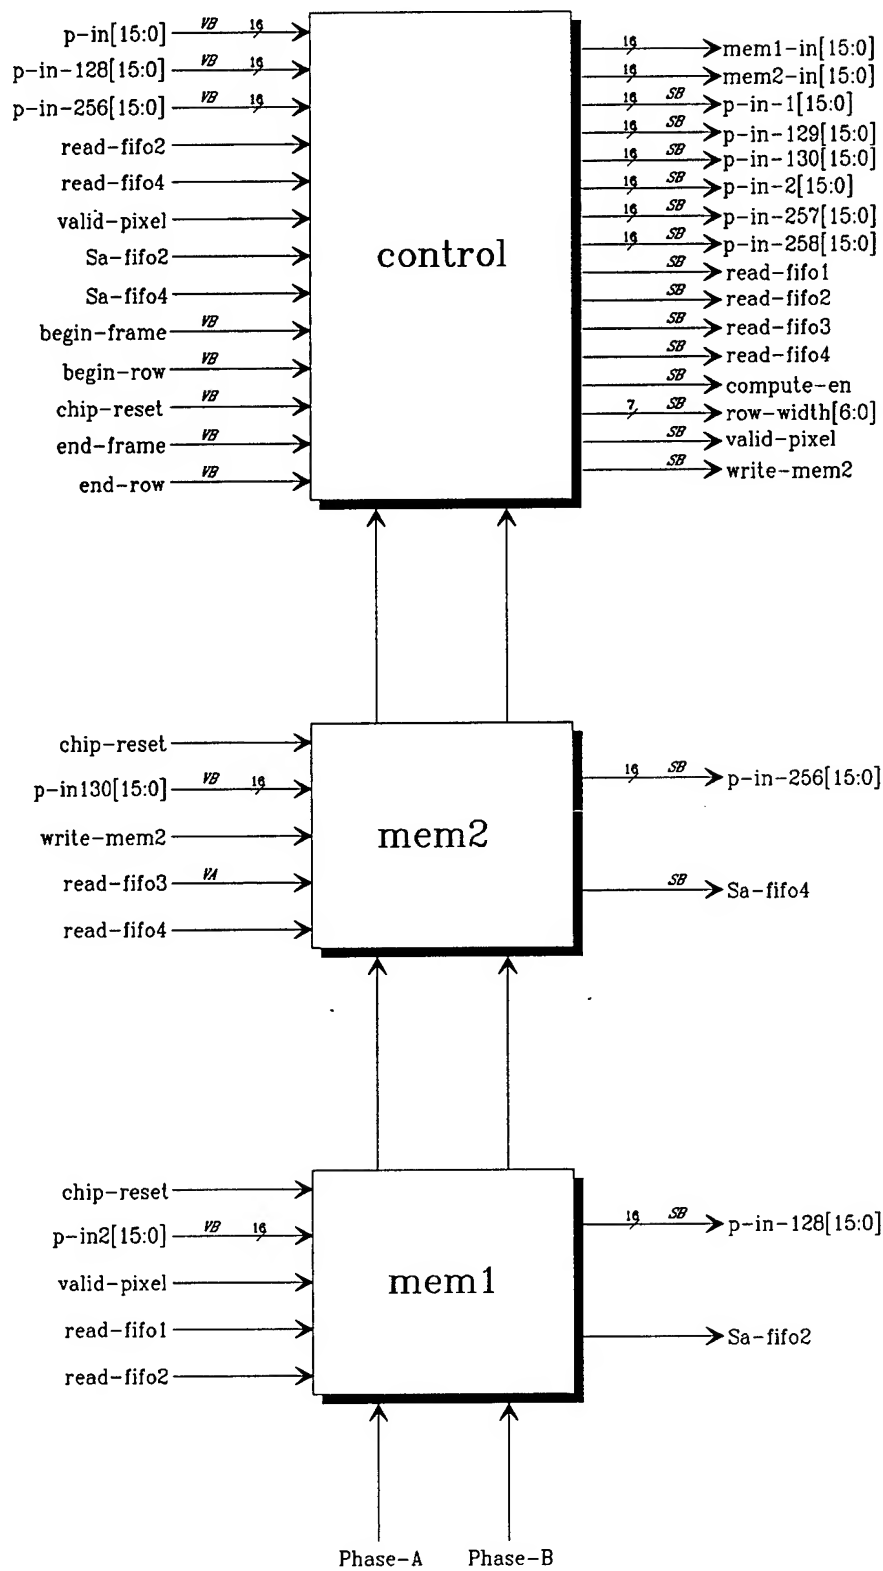 p-in[15:0] VB 16
p-in-128[15:0] VB 16
p-in-256[15:0] VB 16
read-fifo2
read-fifo4
valid-pixel
Sa-fifo2
Sa-fifo4
begin-frame VB
begin-row VB
chip-reset VB
end-frame VB
end-row VB
control
16 mem1-in[15:0]
16 mem2-in[15:0]
16 SB p-in-1[15:0]
16 SB p-in-129[15:0]
16 SB p-in-130[15:0]
16 SB p-in-2[15:0]
16 SB p-in-257[15:0]
16 SB p-in-258[15:0]
SB read-fifo1
SB read-fifo2
SB read-fifo3
SB read-fifo4
SB compute-en
7 SB row-width[6:0]
SB valid-pixel
SB write-mem2
chip-reset
p-in130[15:0] VB 16
write-mem2
read-fifo3 VA
read-fifo4
mem2
16 SB p-in-256[15:0]
SB Sa-fifo4
chip-reset
p-in2[15:0] VB 16
valid-pixel
read-fifo1
read-fifo2
mem1
16 SB p-in-128[15:0]
Sa-fifo2
Phase-A Phase-B